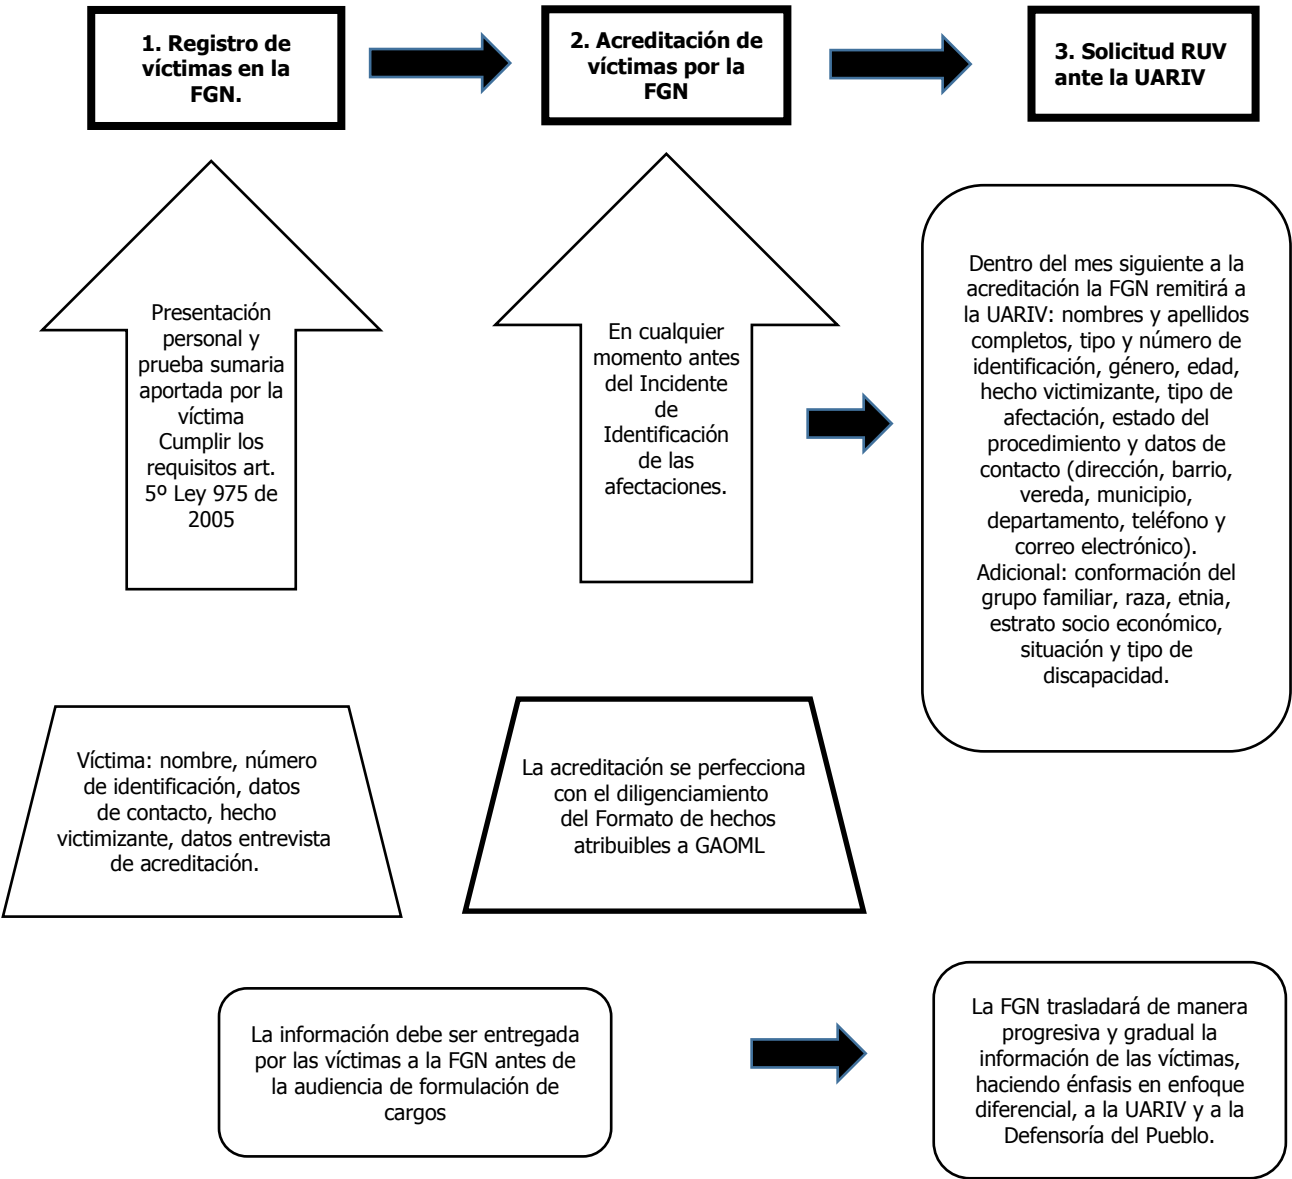 1. Registro de
víctimas en la
FGN.
2. Acreditación de
víctimas por la
FGN
3. Solicitud RUV
ante la UARIV
Presentación
personal y
prueba sumaria
aportada por la
víctima
Cumplir los
requisitos art.
5º Ley 975 de
2005
En cualquier
momento antes
del Incidente
de
Identificación
de las
afectaciones.
Dentro del mes siguiente a la
acreditación la FGN remitirá a
la UARIV: nombres y apellidos
completos, tipo y número de
identificación, género, edad,
hecho victimizante, tipo de
afectación, estado del
procedimiento y datos de
contacto (dirección, barrio,
vereda, municipio,
departamento, teléfono y
correo electrónico).
Adicional: conformación del
grupo familiar, raza, etnia,
estrato socio económico,
situación y tipo de
discapacidad.
Víctima: nombre, número
de identificación, datos
de contacto, hecho
victimizante, datos entrevista
de acreditación.
La acreditación se perfecciona
con el diligenciamiento
del Formato de hechos
atribuibles a GAOML
La información debe ser entregada
por las víctimas a la FGN antes de
la audiencia de formulación de
cargos
La FGN trasladará de manera
progresiva y gradual la
información de las víctimas,
haciendo énfasis en enfoque
diferencial, a la UARIV y a la
Defensoría del Pueblo.